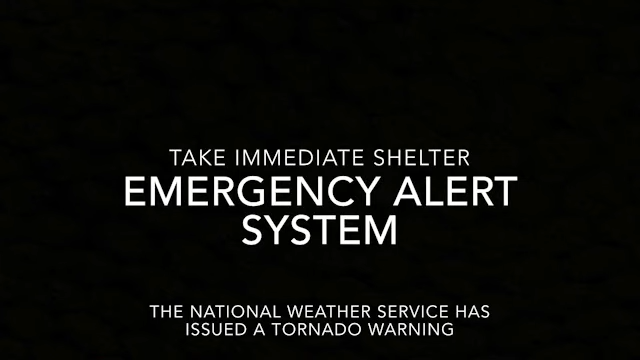 TAKE IMMEDIATE SHELTER
EMERGENCY ALERT
SYSTEM
THE NATIONAL WEATHER SERVICE HAS
ISSUED A TORNADO WARNING